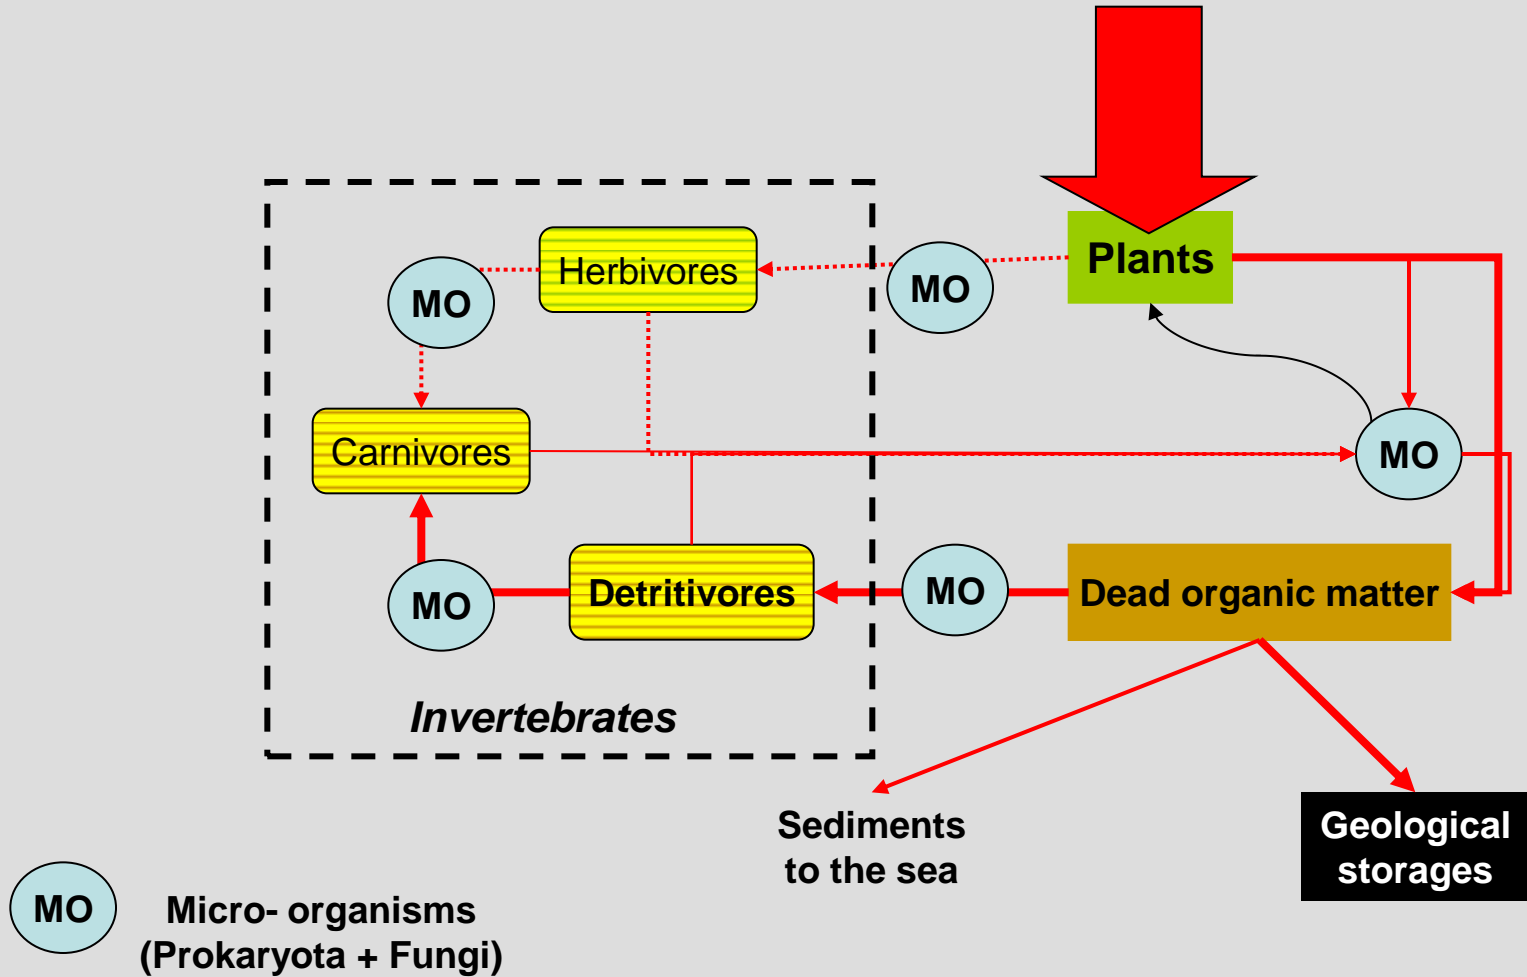 Plants
Herbivores
MO
MO
Carnivores
MO
Detritivores
MO
MO
Dead organic matter
Invertebrates
Sediments
to the sea
Geological
storages
MO
Micro- organisms
(Prokaryota + Fungi)